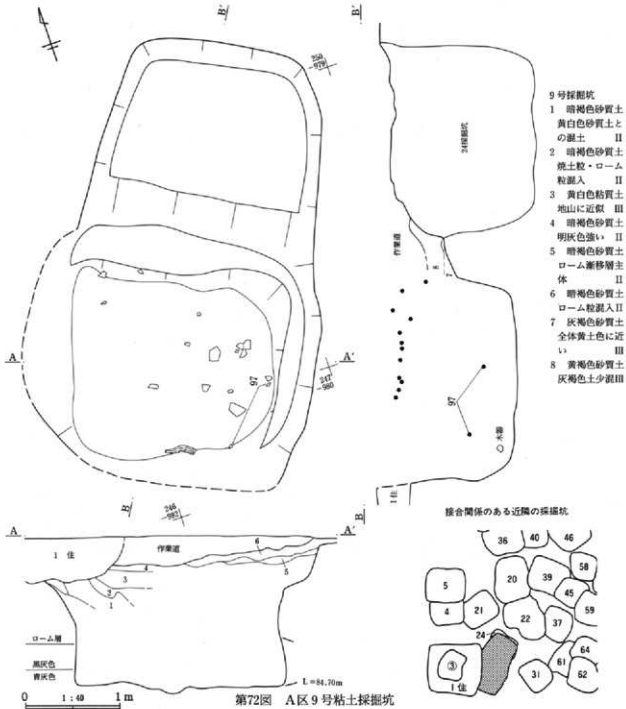 B'
B'
250
-979
24採掘坑
作業道
8
7
97
A
A'
247
-980
97
木器
1住
B
B
246
-982
A
A'
1 住
作業道
6
4
5
3
2
1
ローム層
黒灰色
青灰色
L=84.70m
0 1:40 1m
9号採掘坑
1 暗褐色砂質土
黄白色砂質土と
の混土 II
2 暗褐色砂質土
焼土粒・ローム
粒混入 II
3 黄白色粘質土
地山に近似 III
4 暗褐色砂質土
明灰色強い II
5 暗褐色砂質土
ローム漸移層主
体 II
6 暗褐色砂質土
ローム粒混入II
7 灰褐色砂質土
全体黄土色に近
い III
8 黄褐色砂質土
灰褐色土少混III
接合関係のある近隣の採掘坑
36 40 46
5 20 39 58
45
4 21 22 37 59
24
③ 64
31 61 62
1住
第72図 A区9号粘土採掘坑